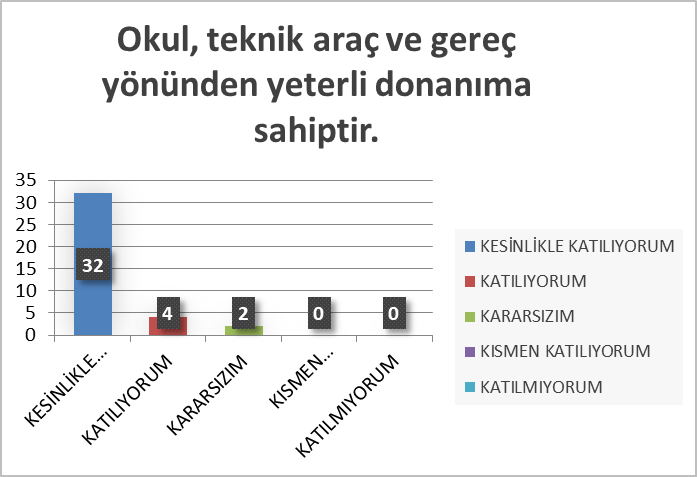 Okul, teknik araç ve gereç
yönünden yeterli donanıma
sahiptir.
35
30
25
20
15
10
5
0
32
4
2
0
0
KESİNLİKLE...
KATILIYORUM
KARARSIZIM
KISMEN...
KATILMIYORUM
KESİNLİKLE KATILIYORUM
KATILIYORUM
KARARSIZIM
KISMEN KATILIYORUM
KATILMIYORUM